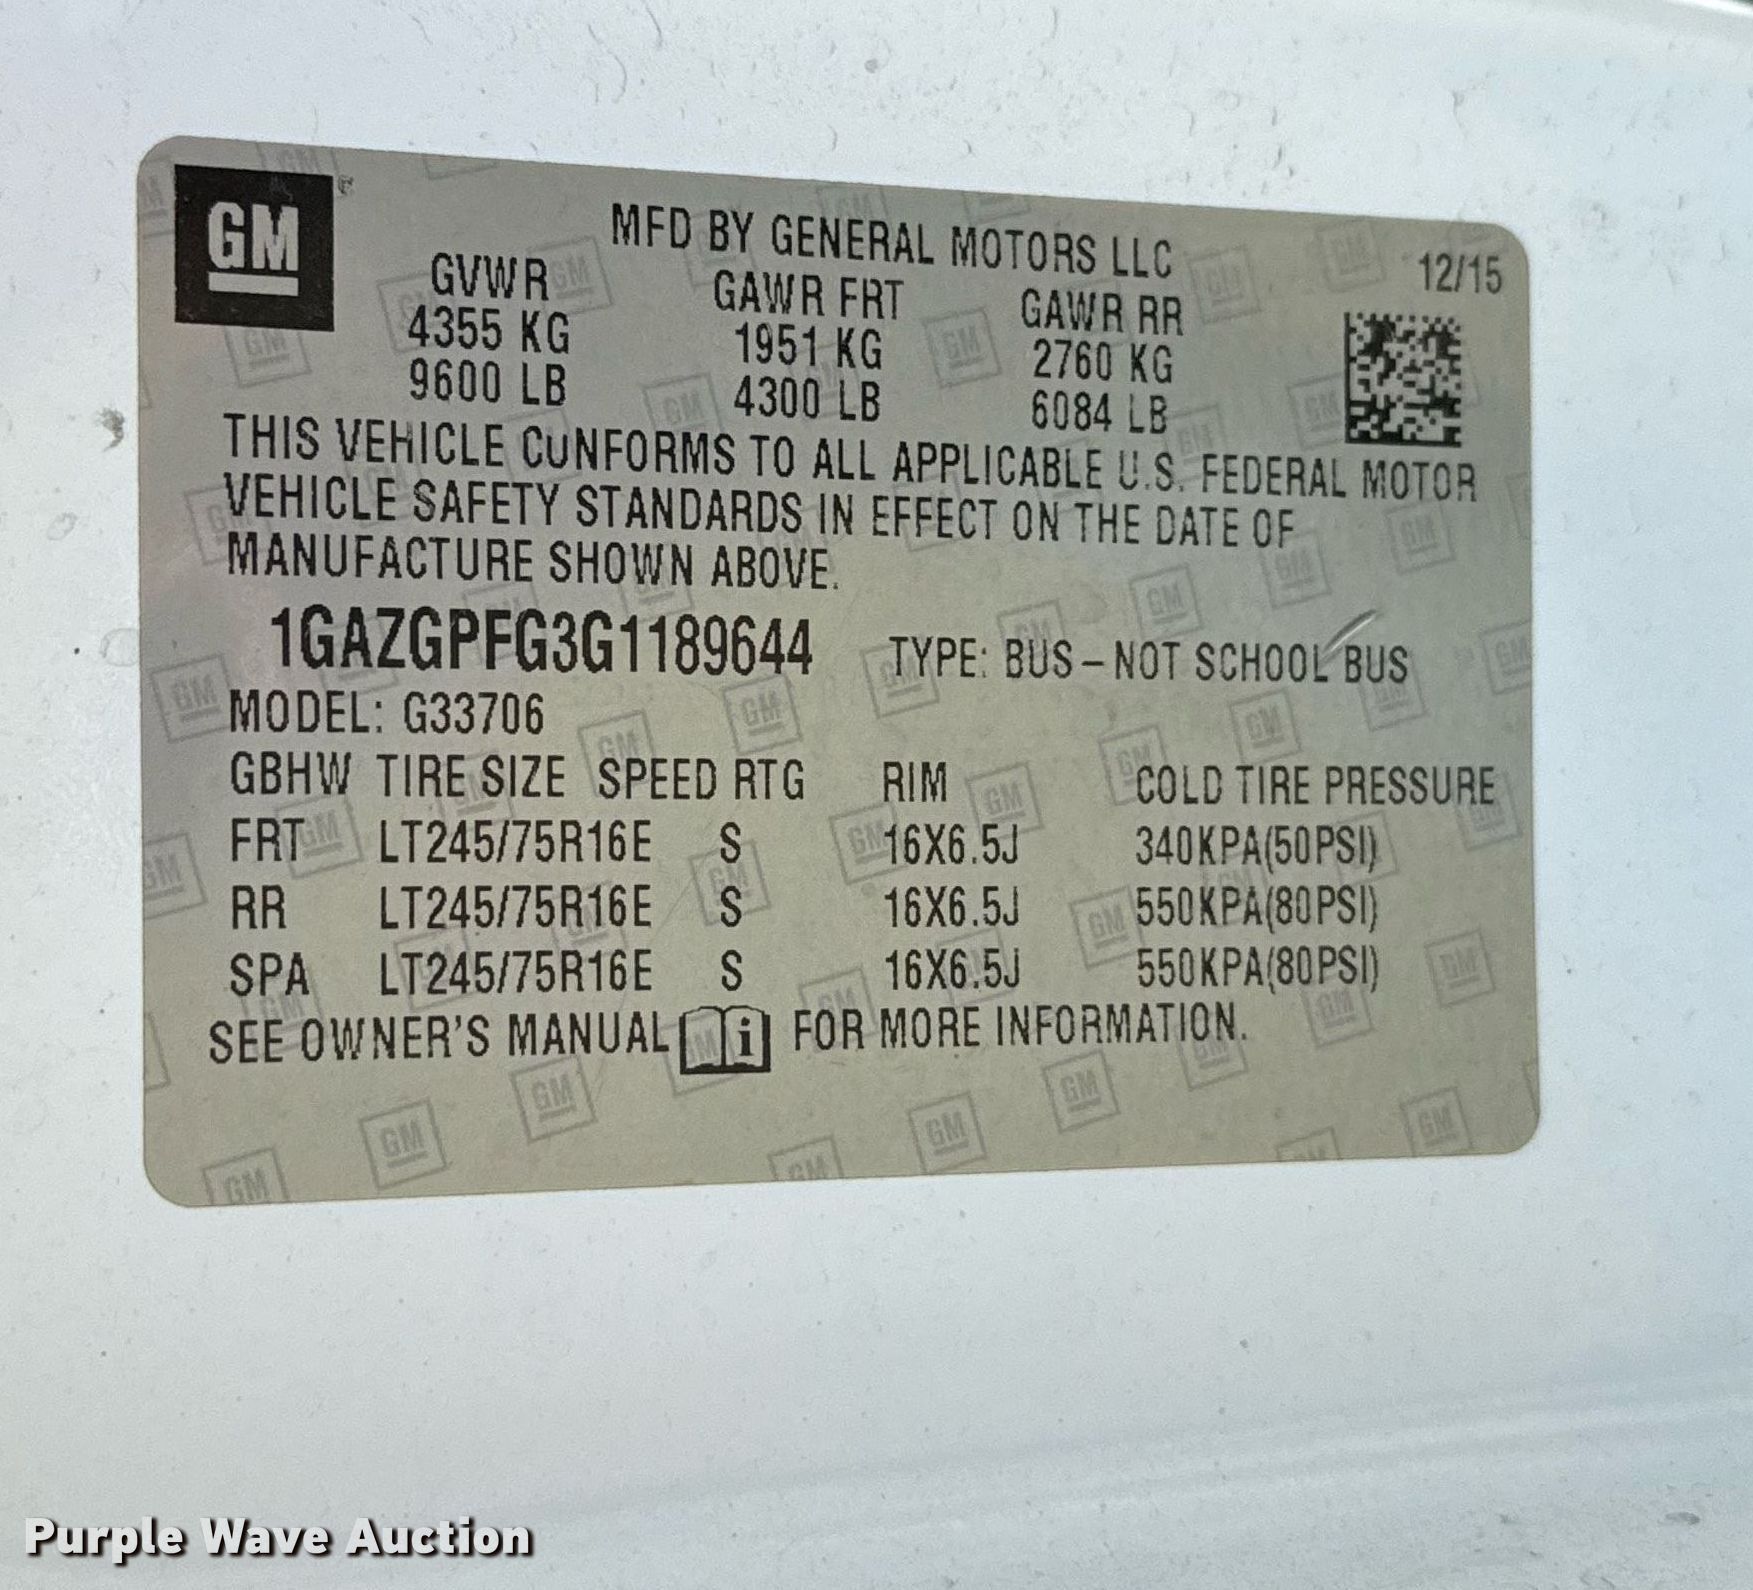 GM
MFD BY GENERAL MOTORS LLC
12/15
GVWR GAWR FRT GAWR RR
4355 KG 1951 KG 2760 KG
9600 LB 4300 LB 6084 LB
THIS VEHICLE CONFORMS TO ALL APPLICABLE U.S. FEDERAL MOTOR
VEHICLE SAFETY STANDARDS IN EFFECT ON THE DATE OF
MANUFACTURE SHOWN ABOVE.
1GAZGPFG3G1189644 TYPE: BUS – NOT SCHOOL BUS
MODEL: G33706
GBHW TIRE SIZE SPEED RTG RIM COLD TIRE PRESSURE
FRT LT245/75R16E S 16X6.5J 340KPA(50PSI)
RR LT245/75R16E S 16X6.5J 550KPA(80PSI)
SPA LT245/75R16E S 16X6.5J 550KPA(80PSI)
SEE OWNER'S MANUAL i FOR MORE INFORMATION.
Purple Wave Auction